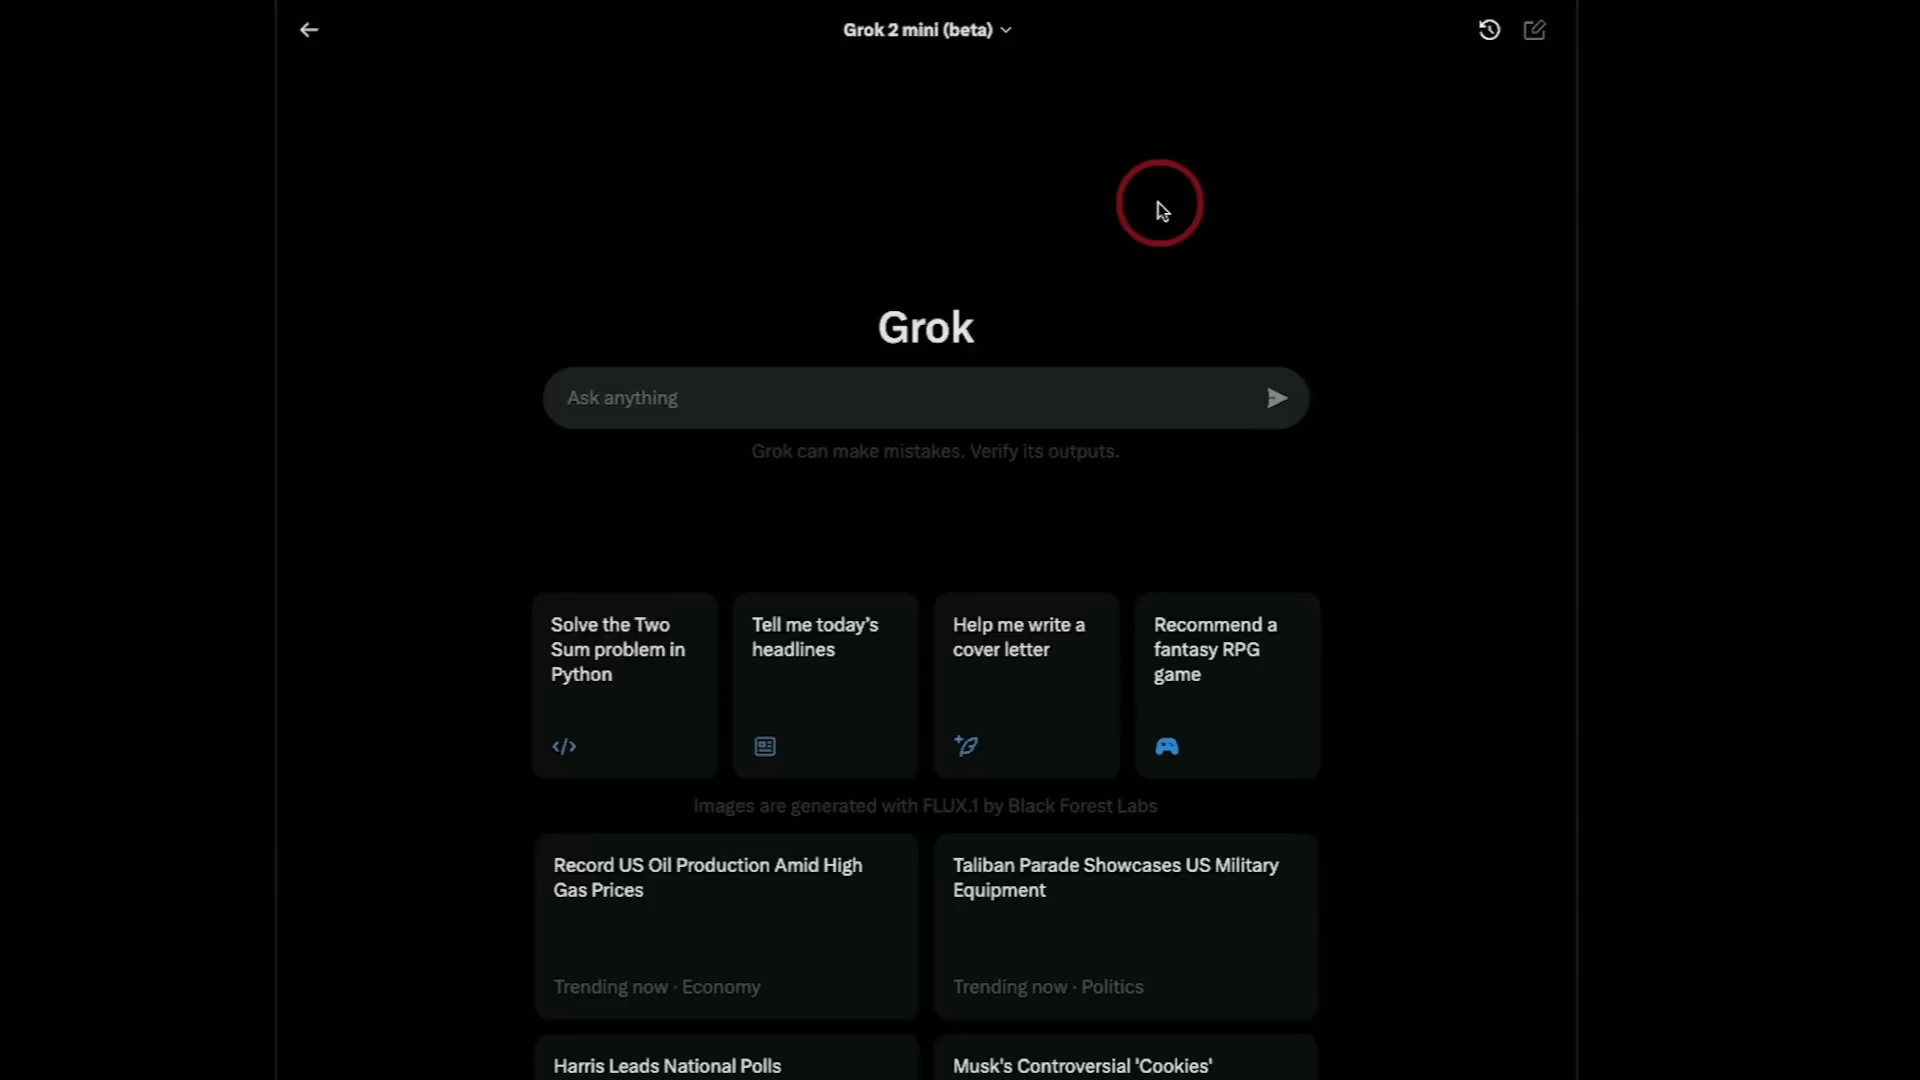 Grok 2 mini (beta)
Grok
Ask anything
Grok can make mistakes. Verify its outputs.
Solve the Two
Sum problem in
Python
Tell me today's
headlines
Help me write a
cover letter
Recommend a
fantasy RPG
game
Images are generated with FLUX.1 by Black Forest Labs
Record US Oil Production Amid High
Gas Prices
Trending now · Economy
Taliban Parade Showcases US Military
Equipment
Trending now · Politics
Harris Leads National Polls
Musk's Controversial 'Cookies'